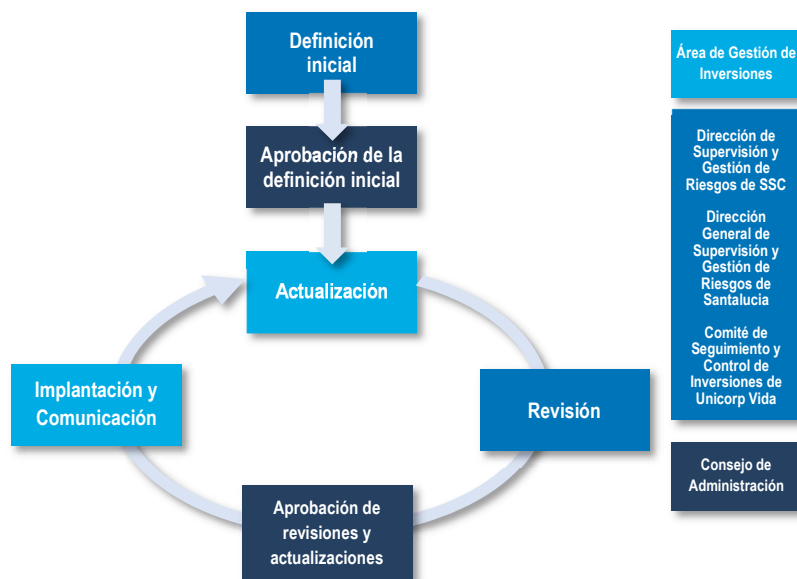 Definición
inicial
Aprobación de la
definición inicial
Actualización
Implantación y
Comunicación
Revisión
Aprobación de
revisiones y
actualizaciones
Área de Gestión de
Inversiones
Dirección de
Supervisión y
Gestión de
Riesgos de SSC
Dirección
General de
Supervisión y
Gestión de
Riesgos de
Santalucia
Comité de
Seguimiento y
Control de
Inversiones de
Unicorp Vida
Consejo de
Administración